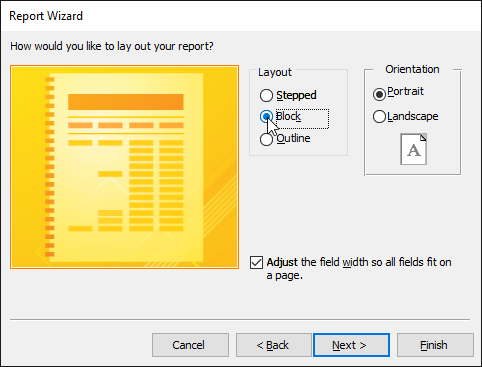 Report Wizard
How would you like to lay out your report?
Layout
Stepped
Block
Outline
Orientation
Portrait
Landscape
A
Adjust the field width so all fields fit on
a page.
Cancel
< Back
Next >
Finish